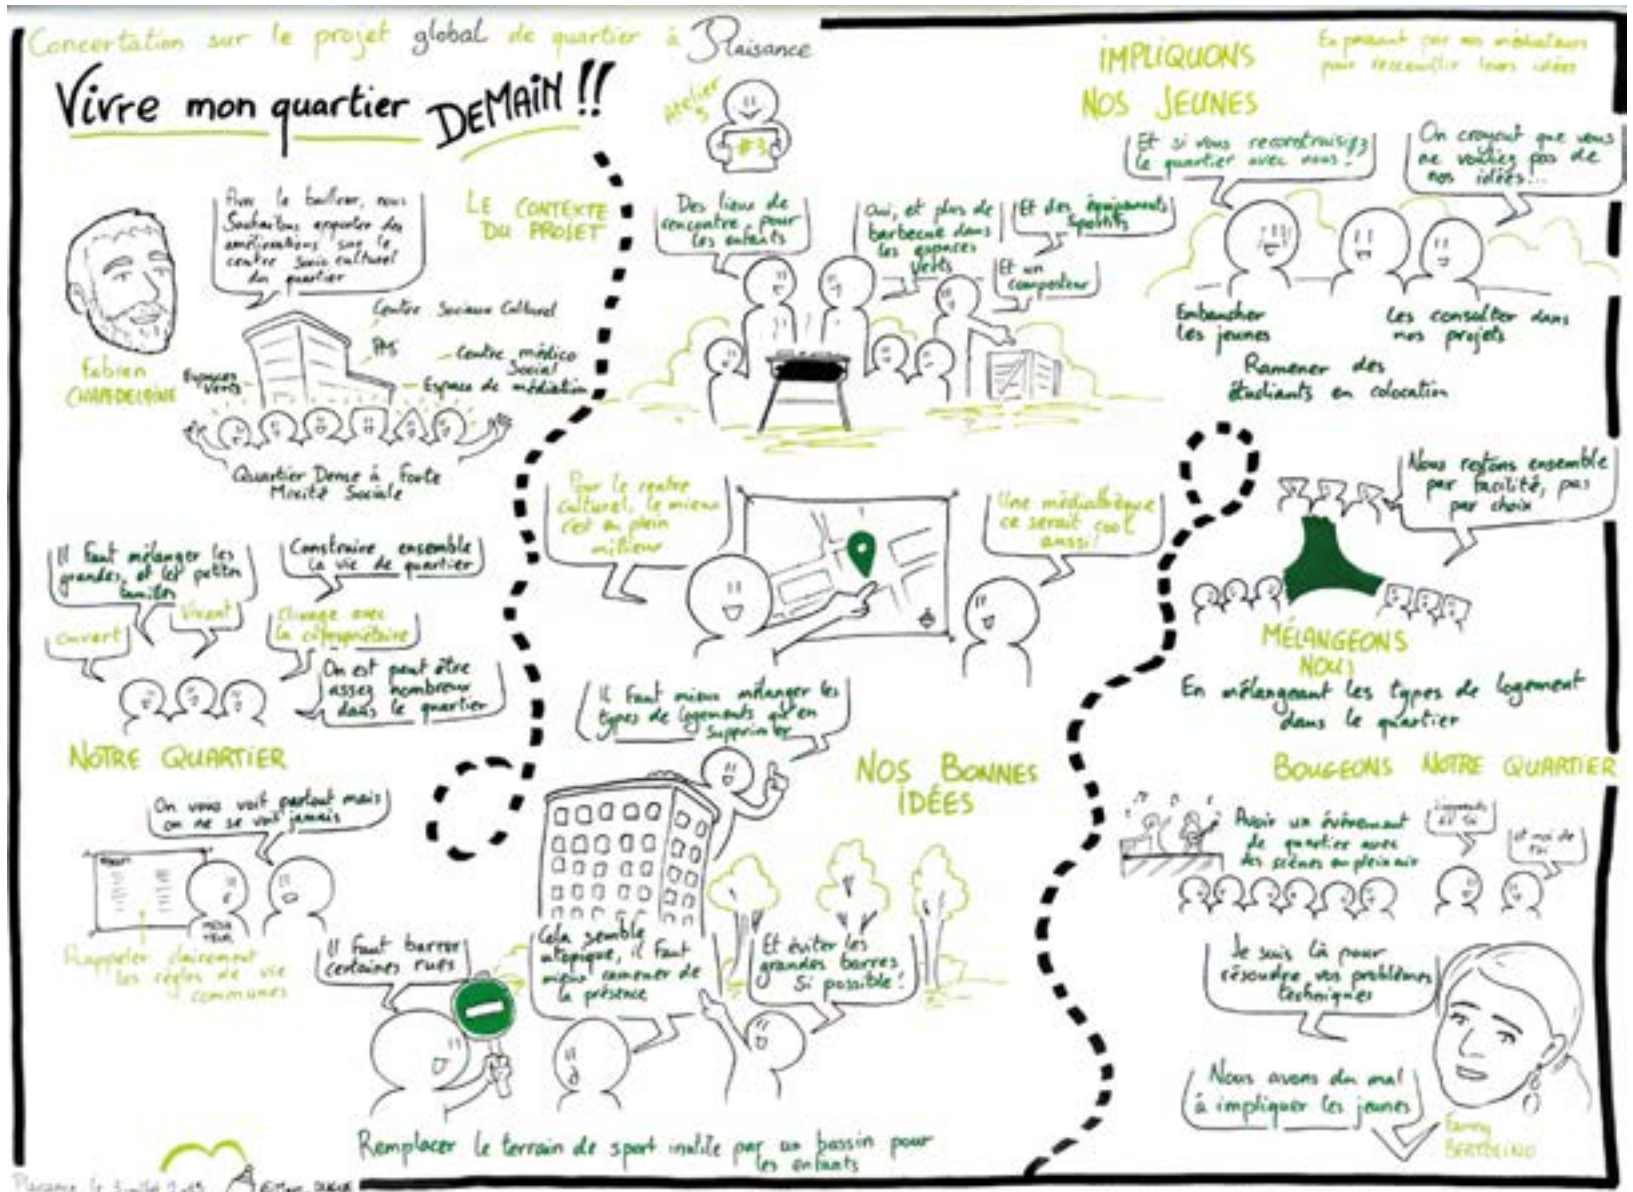 Concertation sur le projet global de quartier à Plaisance
Vivre mon quartier DEMAIN !!
Atelier
#3
LE CONTEXTE
DU PROJET
Avec le bailleur, nous
Souhaitons apporter des
améliorations sur le
centre socio culturel
du quartier
Fabien
CHAPDELAINE
Centre Sociaux Culturel
PMI
Centre médico
Social
Espace de médiation
Espaces
Verts
Quartier Dense à Forte
Mixité Sociale
Il faut mélanger les
grandes, et les petites
familles
Construire ensemble
la vie de quartier
ouvert
Vivant
Clivage avec
la copropriétaire
On est peut être
assez nombreux
dans le quartier
NOTRE QUARTIER
On vous voit partout mais
on ne se voit jamais
MEDIA
TEUR
Rappeler clairement
les règles de vie
communes
Des lieux de
rencontre pour
les enfants
Oui, et plus de
barbecue dans
les espaces
Verts
Et des équipements
Sportifs
Et un
composteur
Pour le centre
culturel, le mieux
c'est en plein
milieu
Une médiathèque
ce serait cool
aussi!
Il faut mieux mélanger les
types de logements qu'en
supprimer
NOS BONNES
IDÉES
Il faut barrer
certaines rues
Cela semble
utopique, il faut
mieux ramener de
la présence
Et éviter les
grandes barres
Si possible!
Remplacer le terrain de sport inutile par un bassin pour
les enfants
IMPLIQUONS
NOS JEUNES
En passant par nos médiateurs
pour receuillir leurs idées
Et si vous reconstruisiez
le quartier avec nous!
On croyait que vous
ne vouliez pas de
nos idées...
Embaucher
les jeunes
Les consulter dans
nos projets
Ramener des
étudiants en colocation
Nous restons ensemble
par facilité, pas
par choix
MÉLANGEONS
NOUS
En mélangeant les types de logement
dans le quartier
BOUGEONS NOTRE QUARTIER
Avoir un évènement
de quartier avec
des scènes en plein air
J'apprends
de toi
et moi de
toi
Je suis là pour
résoudre vos problèmes
techniques
Nous avons du mal
à impliquer les jeunes
Fanny
BERTOLINO
Plaisance le